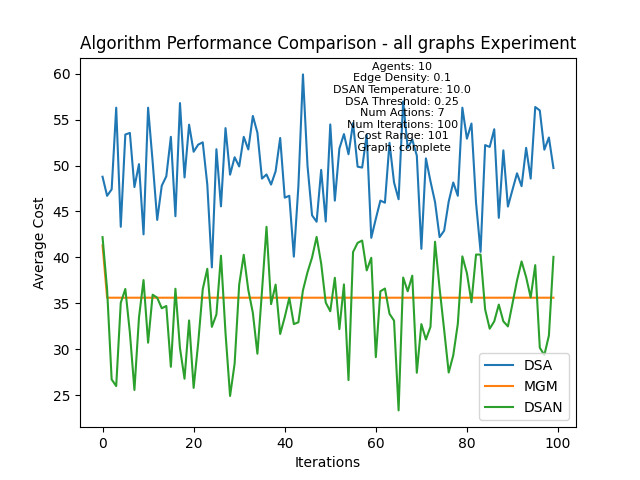 Algorithm Performance Comparison - all graphs Experiment
Agents: 10
Edge Density: 0.1
DSAN Temperature: 10.0
DSA Threshold: 0.25
Num Actions: 7
Num Iterations: 100
Cost Range: 101
Graph: complete
Average Cost
60
55
50
45
40
35
30
25
0
20
40
60
80
100
Iterations
DSA
MGM
DSAN